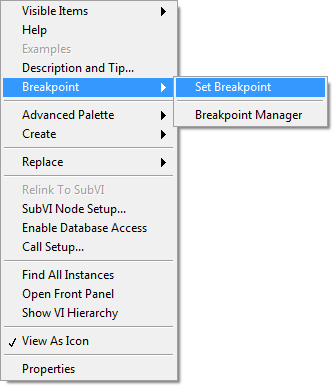 Visible Items
Help
Examples
Description and Tip...
Breakpoint
Set Breakpoint
Breakpoint Manager
Advanced Palette
Create
Replace
Relink To SubVI
SubVI Node Setup...
Enable Database Access
Call Setup...
Find All Instances
Open Front Panel
Show VI Hierarchy
View As Icon
Properties